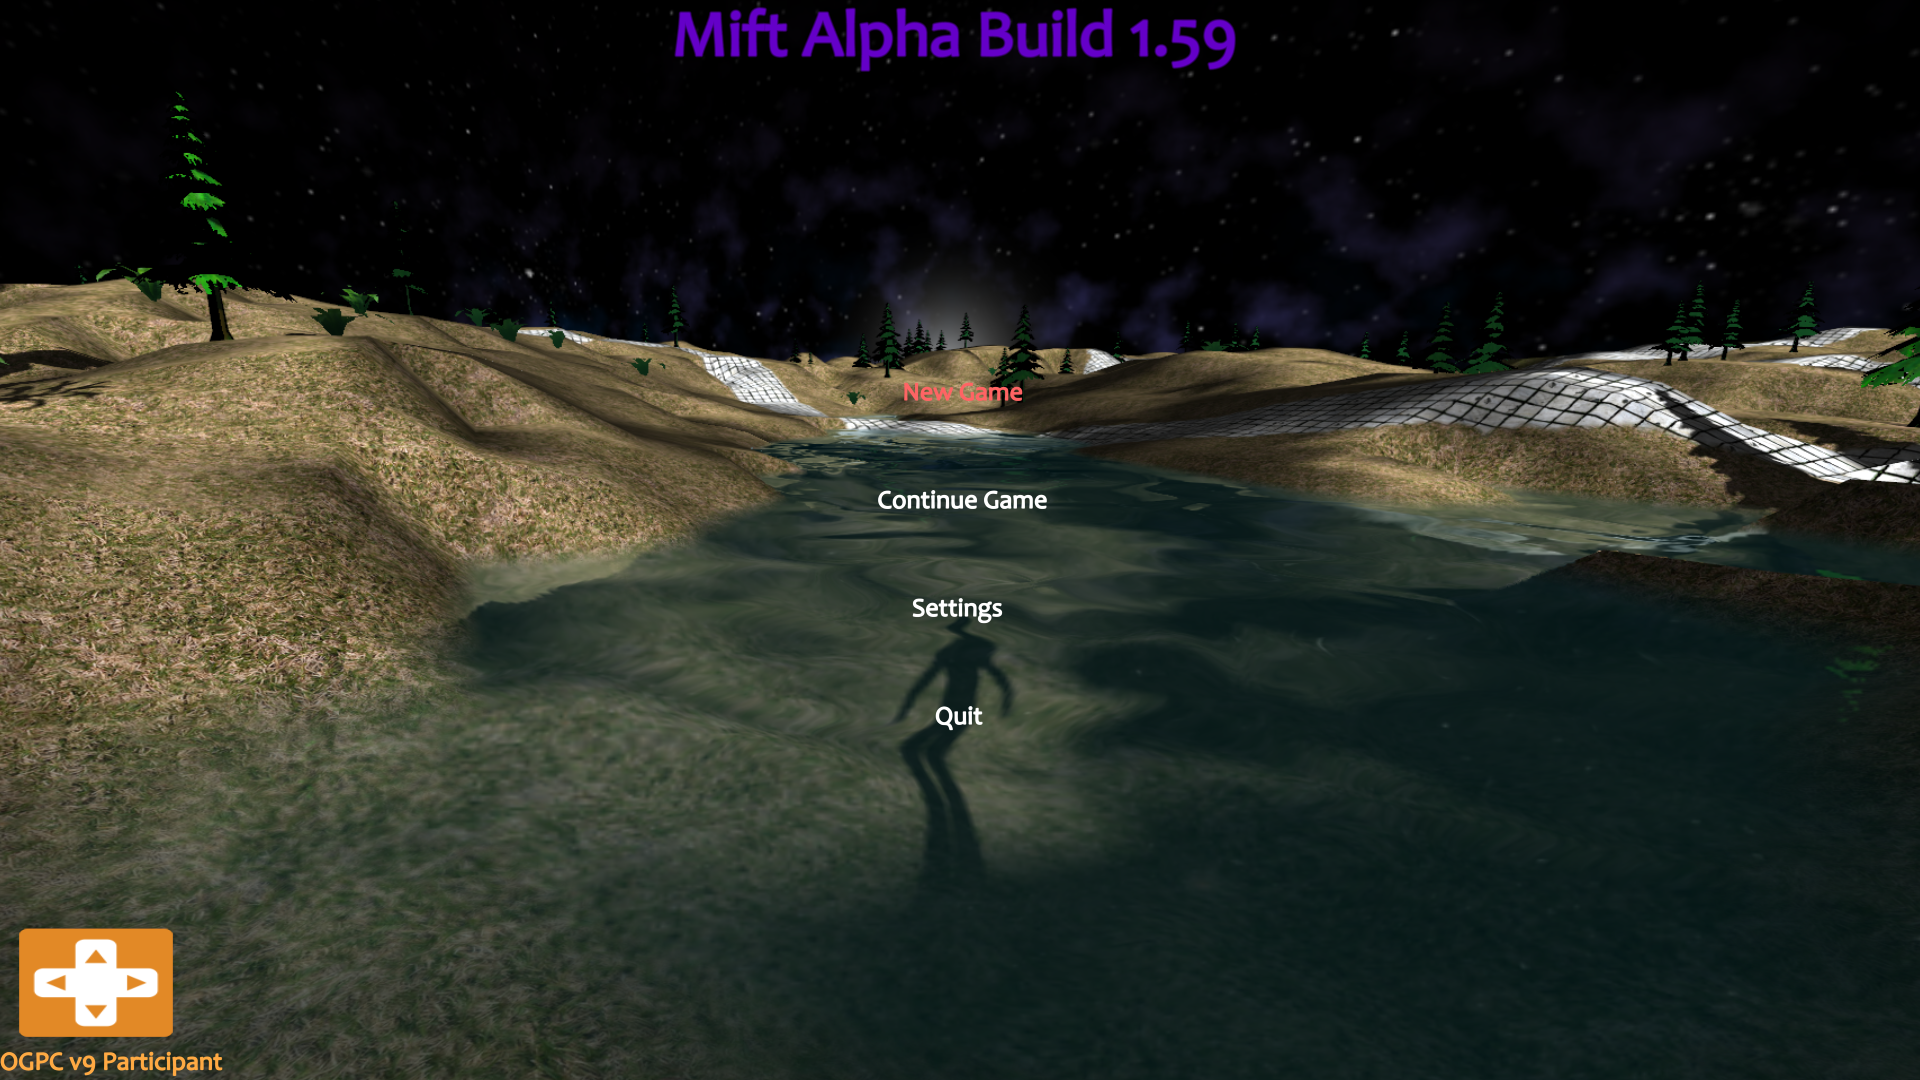 Mift Alpha Build 1.59
New Game
Continue Game
Settings
Quit
OGPC v9 Participant